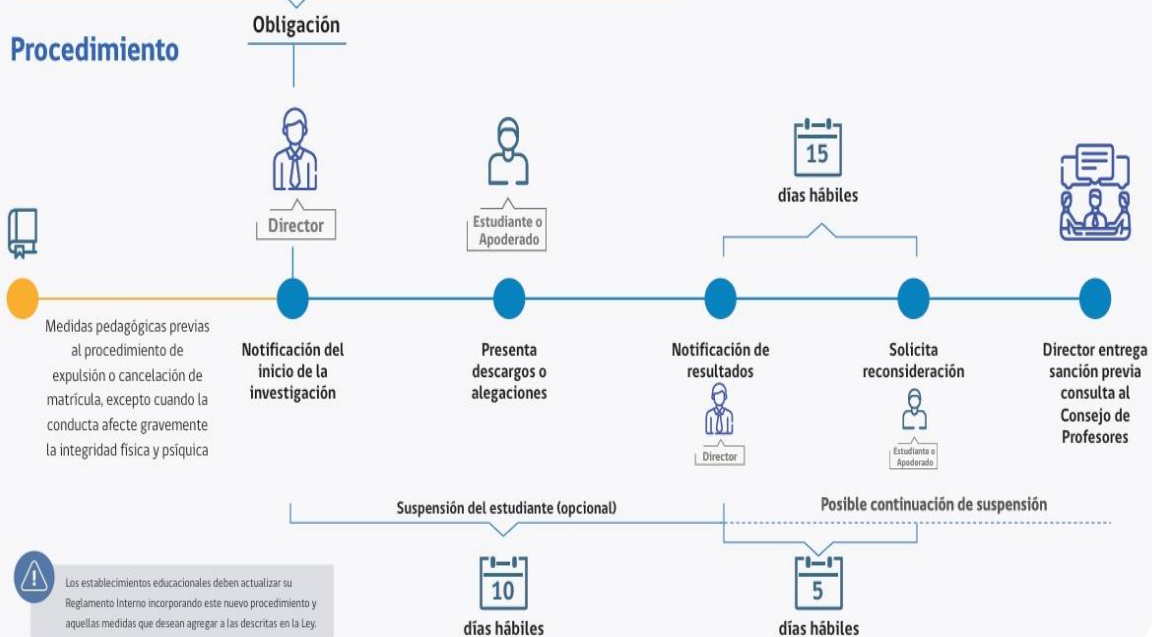 Obligación
Procedimiento
Director
Estudiante o
Apoderado
15
días hábiles
Medidas pedagógicas previas
al procedimiento de
expulsión o cancelación de
matrícula, excepto cuando la
conducta afecte gravemente
la integridad física y psíquica
Notificación del
inicio de la
investigación
Presenta
descargos o
alegaciones
Notificación de
resultados
Director
Solicita
reconsideración
Estudiante o
Apoderado
Director entrega
sanción previa
consulta al
Consejo de
Profesores
Suspensión del estudiante (opcional)
Posible continuación de suspensión
10
días hábiles
5
días hábiles
Los establecimientos educacionales deben actualizar su
Reglamento Interno incorporando este nuevo procedimiento y
aquellas medidas que desean agregar a las descritas en la Ley.